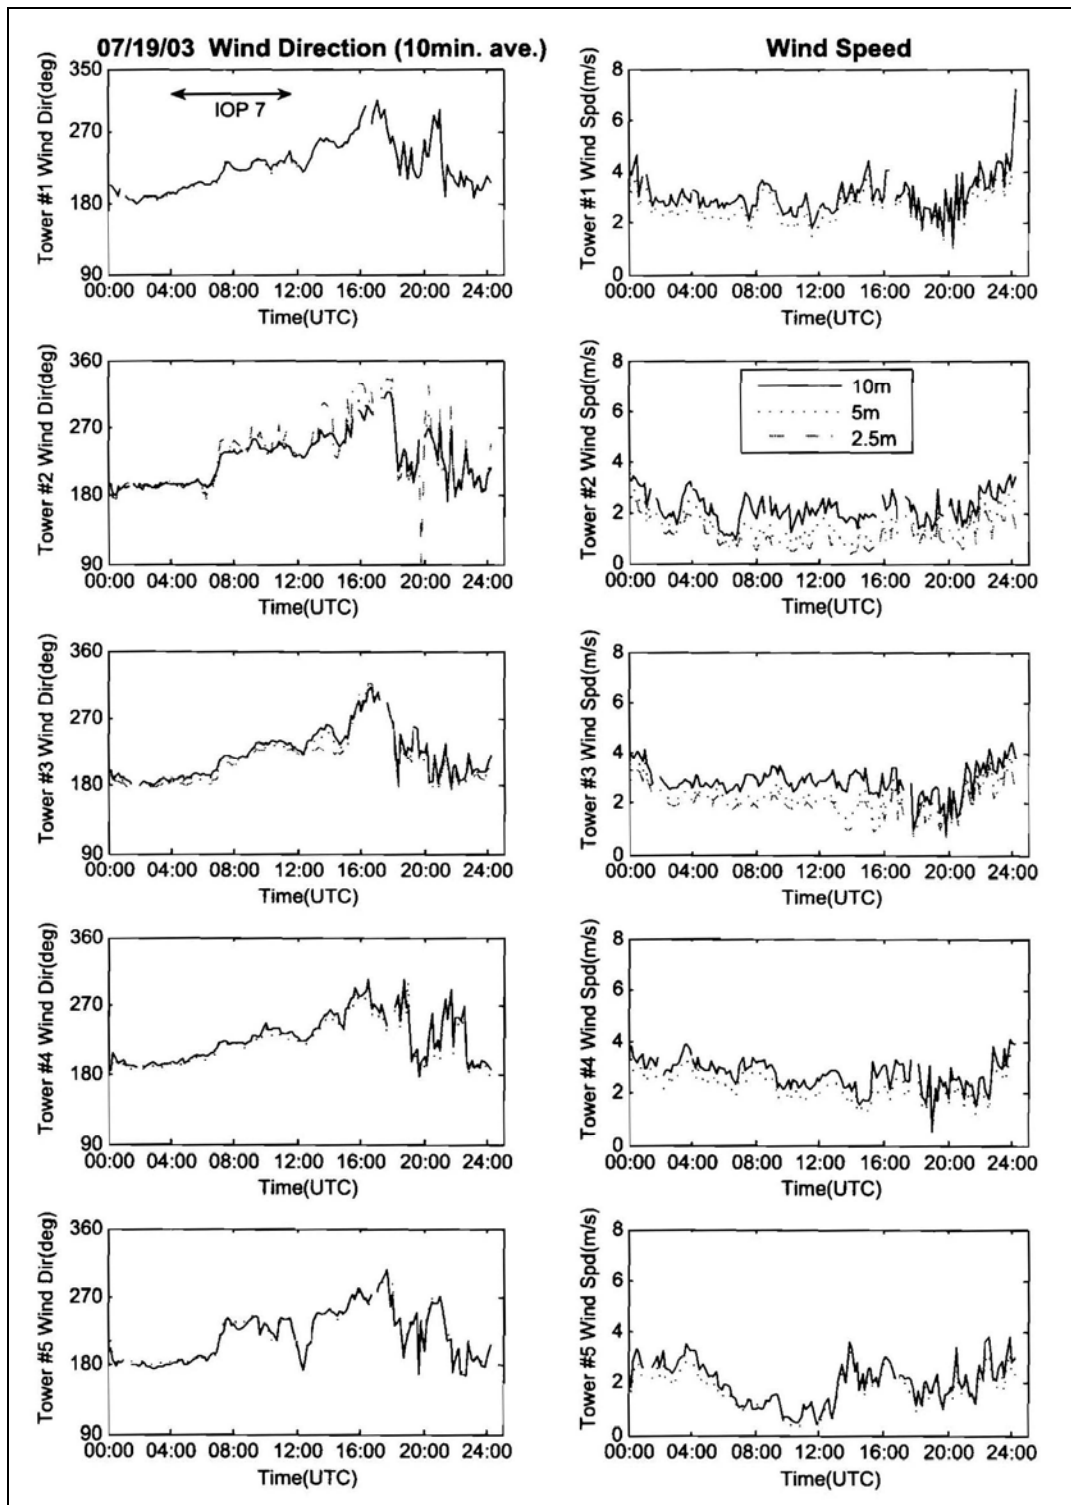 07/19/03 Wind Direction (10min. ave.)
Wind Speed
Tower #1 Wind Dir(deg)
350
270
180
90
IOP 7
00:00 04:00 08:00 12:00 16:00 20:00 24:00
Time(UTC)
Tower #1 Wind Spd(m/s)
8
6
4
2
0
00:00 04:00 08:00 12:00 16:00 20:00 24:00
Time(UTC)
Tower #2 Wind Dir(deg)
360
270
180
90
00:00 04:00 08:00 12:00 16:00 20:00 24:00
Time(UTC)
Tower #2 Wind Spd(m/s)
8
6
4
2
0
10m
5m
2.5m
00:00 04:00 08:00 12:00 16:00 20:00 24:00
Time(UTC)
Tower #3 Wind Dir(deg)
360
270
180
90
00:00 04:00 08:00 12:00 16:00 20:00 24:00
Time(UTC)
Tower #3 Wind Spd(m/s)
8
6
4
2
0
00:00 04:00 08:00 12:00 16:00 20:00 24:00
Time(UTC)
Tower #4 Wind Dir(deg)
360
270
180
90
00:00 04:00 08:00 12:00 16:00 20:00 24:00
Time(UTC)
Tower #4 Wind Spd(m/s)
8
6
4
2
0
00:00 04:00 08:00 12:00 16:00 20:00 24:00
Time(UTC)
Tower #5 Wind Dir(deg)
360
270
180
90
00:00 04:00 08:00 12:00 16:00 20:00 24:00
Time(UTC)
Tower #5 Wind Spd(m/s)
8
6
4
2
0
00:00 04:00 08:00 12:00 16:00 20:00 24:00
Time(UTC)